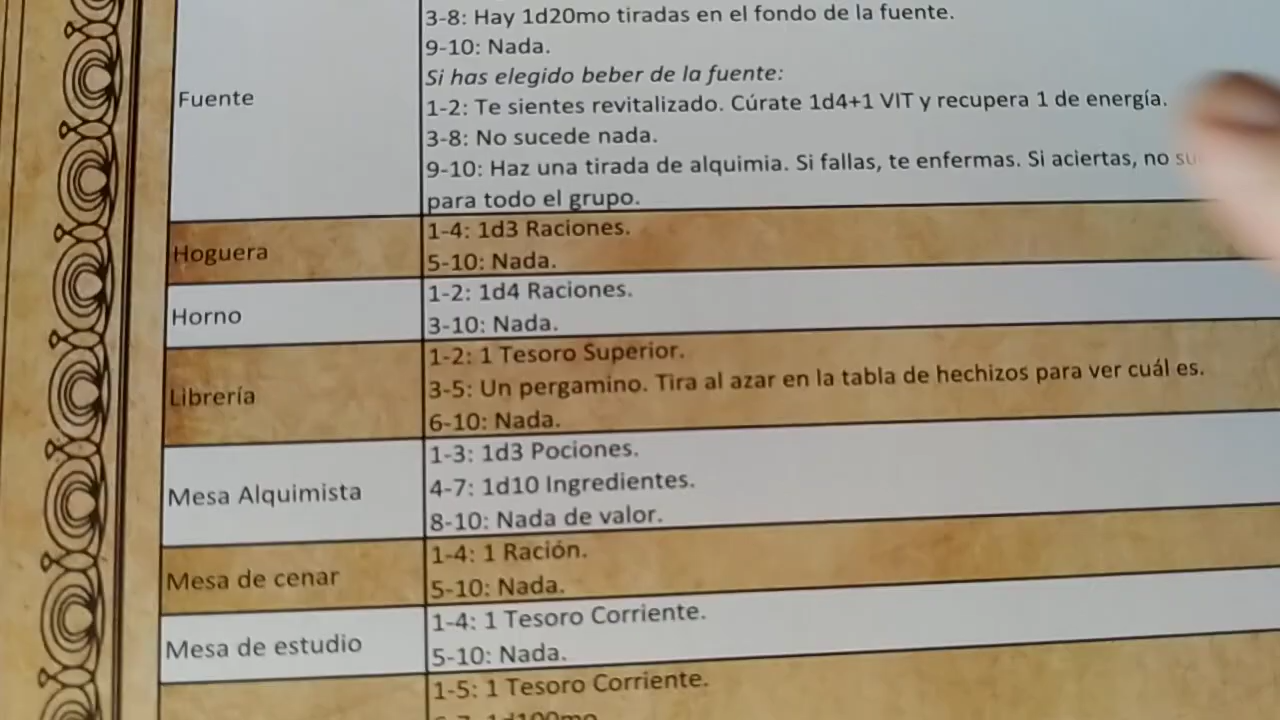 3-8: Hay 1d20mo tiradas en el fondo de la fuente.
9-10: Nada.
Si has elegido beber de la fuente:
Fuente
1-2: Te sientes revitalizado. Cúrate 1d4+1 VIT y recupera 1 de energía.
3-8: No sucede nada.
9-10: Haz una tirada de alquimia. Si fallas, te enfermas. Si aciertas, no
para todo el grupo.
Hoguera
1-4: 1d3 Raciones.
5-10: Nada.
Horno
1-2: 1d4 Raciones.
3-10: Nada.
Librería
1-2: 1 Tesoro Superior.
3-5: Un pergamino. Tira al azar en la tabla de hechizos para ver cuál es.
6-10: Nada.
Mesa Alquimista
1-3: 1d3 Pociones.
4-7: 1d10 Ingredientes.
8-10: Nada de valor.
Mesa de cenar
1-4: 1 Ración.
5-10: Nada.
Mesa de estudio
1-4: 1 Tesoro Corriente.
5-10: Nada.
1-5: 1 Tesoro Corriente.
6-7: 1d100mo